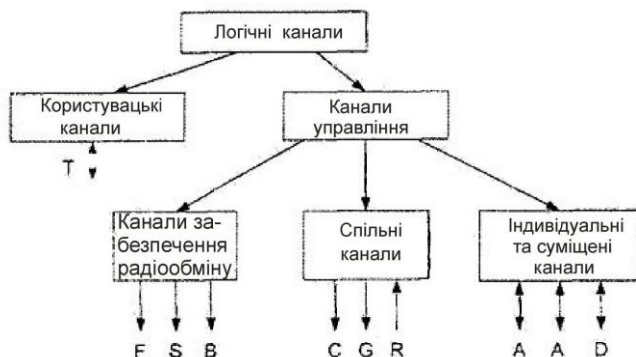 Логічні канали
Користувацькі
канали
Канали
управління
T
Канали за-
безпечення
радіообміну
Спільні
канали
Індивідуальні
та суміщені
канали
F S B C G R A A D